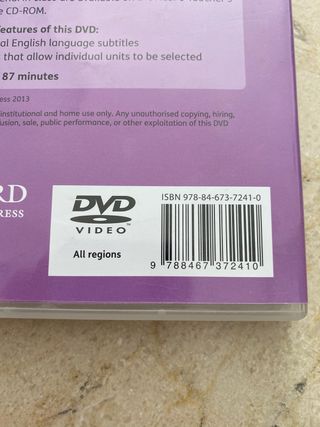 e CD-ROM.
features of this DVD:
al English language subtitles
that allow individual units to be selected
87 minutes
ess 2013
institutional and home use only. Any unauthorised copying, hiring,
usion, sale, public performance, or other exploitation of this DVD
RD
RESS
DVD
VIDEO
All regions
ISBN 978-84-673-7241-0
9 788467 372410